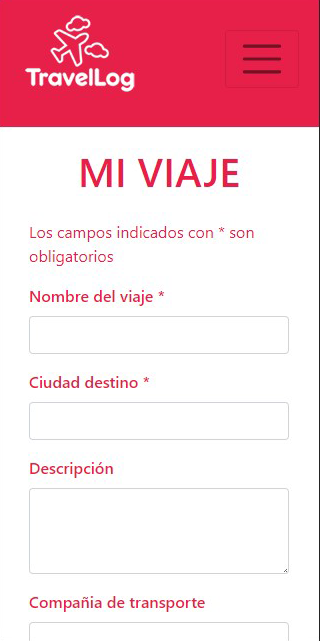 TravelLog
MI VIAJE
Los campos indicados con * son
obligatorios
Nombre del viaje *
Ciudad destino *
Descripción
Compañia de transporte